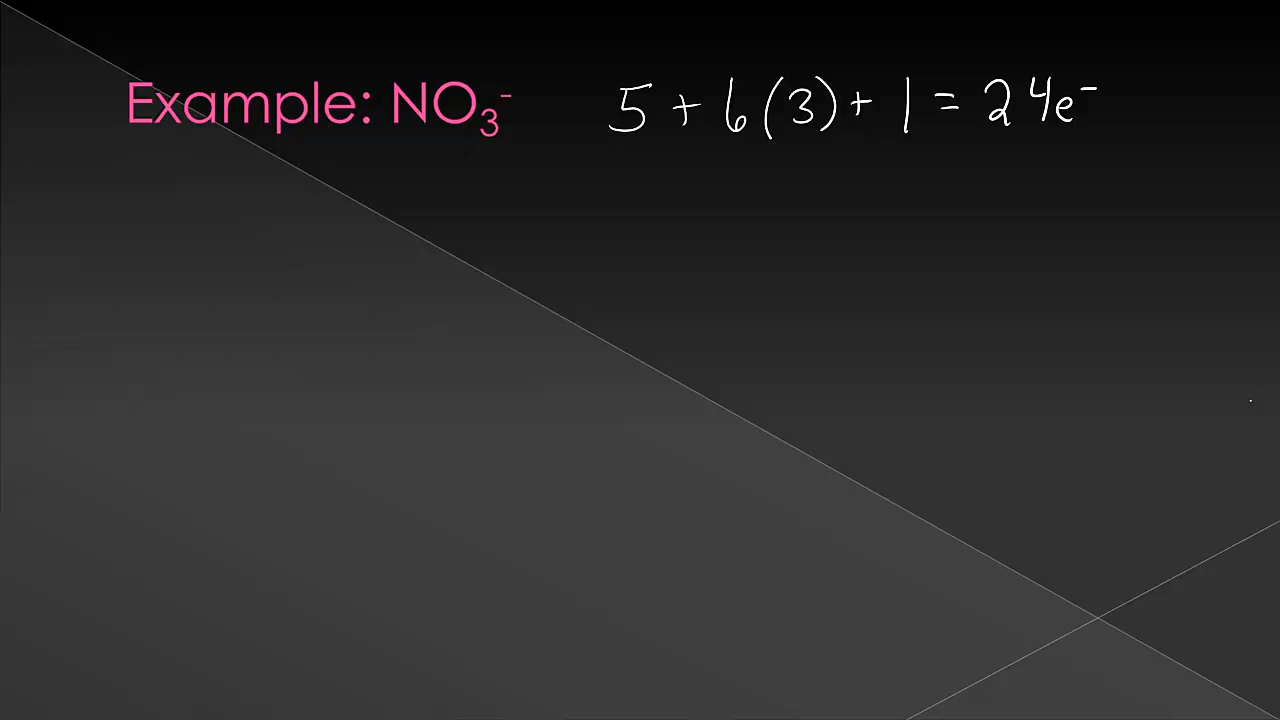 Example: NO₃⁻ 5 + 6(3) + 1 = 24e⁻